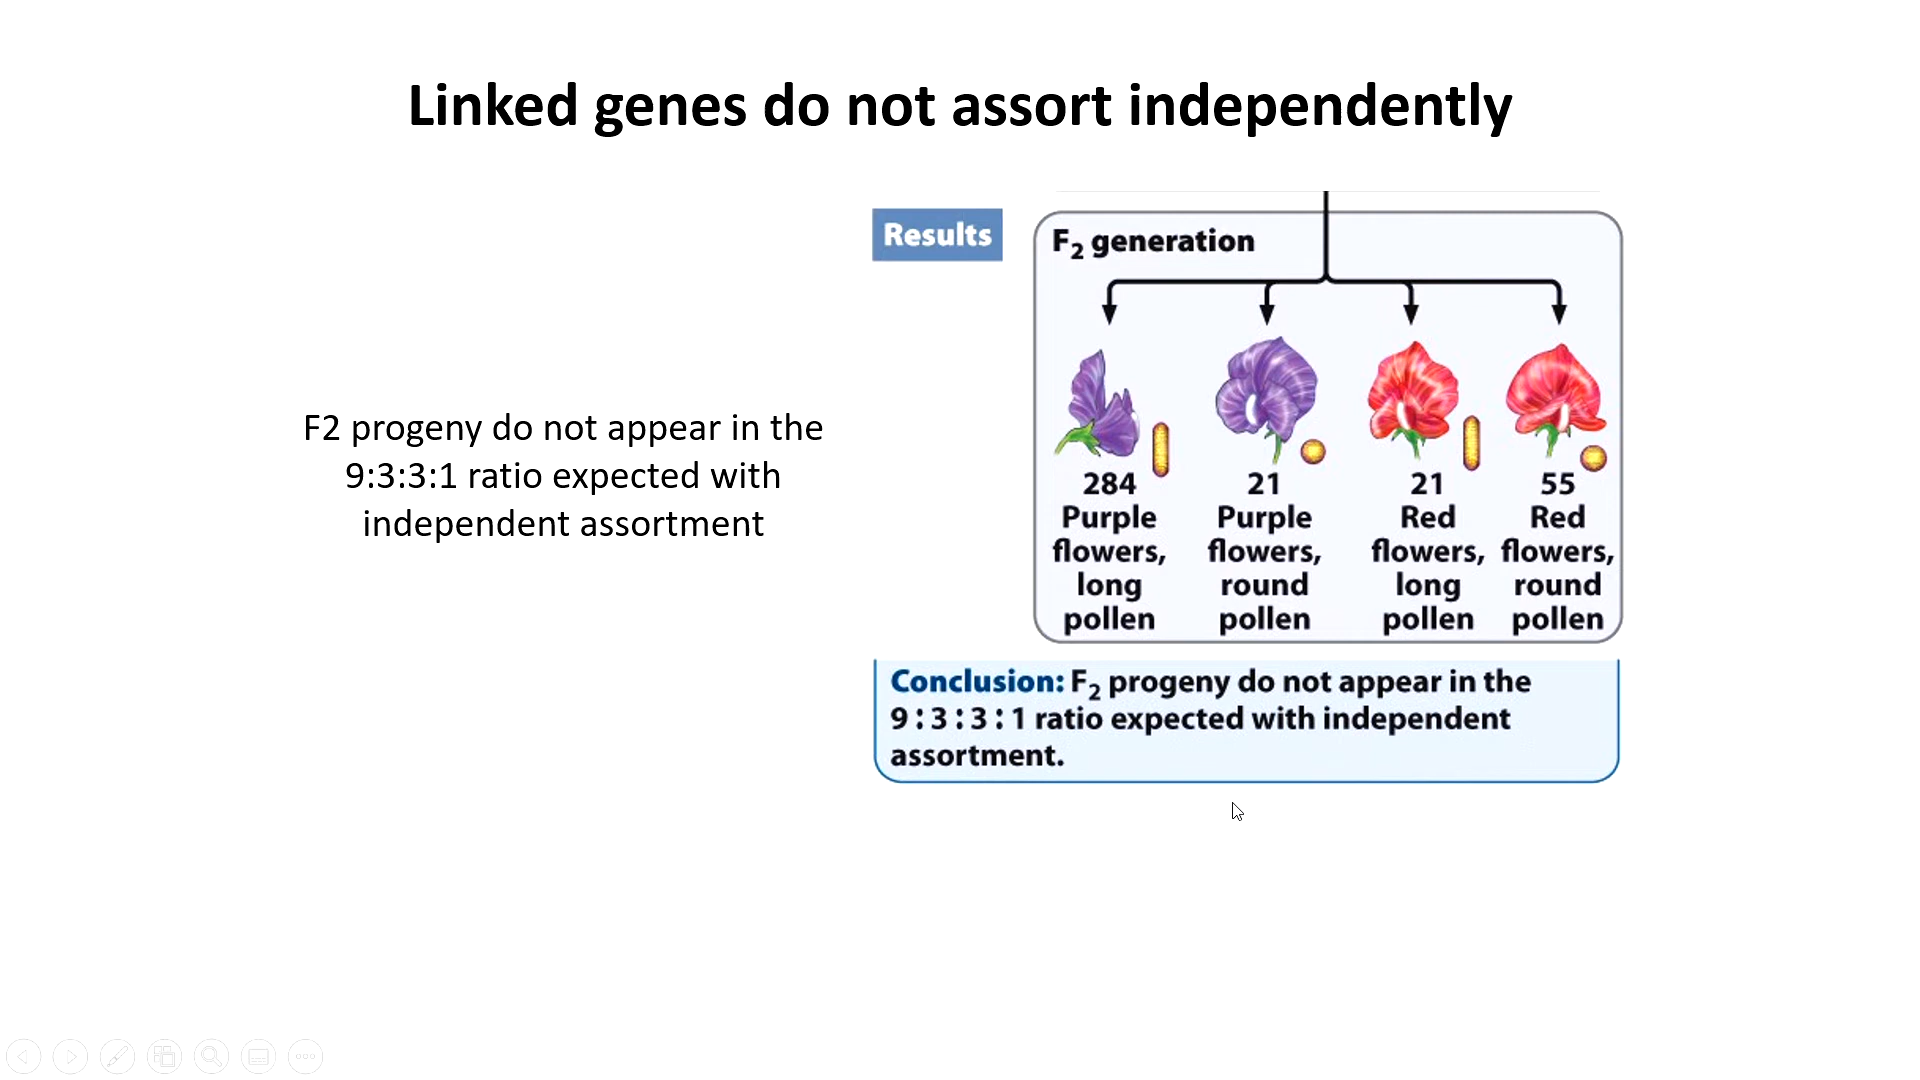 Linked genes do not assort independently
F2 progeny do not appear in the
9:3:3:1 ratio expected with
independent assortment
Results
F₂ generation
284
Purple
flowers,
long
pollen
21
Purple
flowers,
round
pollen
21
Red
flowers,
long
pollen
55
Red
flowers,
round
pollen
Conclusion: F₂ progeny do not appear in the
9 : 3 : 3 : 1 ratio expected with independent
assortment.